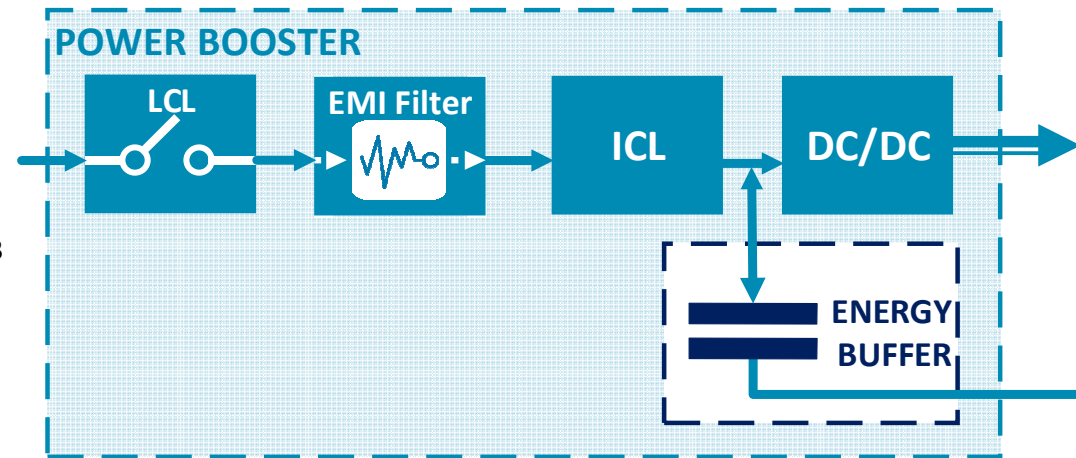 POWER BOOSTER
LCL
EMI Filter
ICL
DC/DC
ENERGY
BUFFER